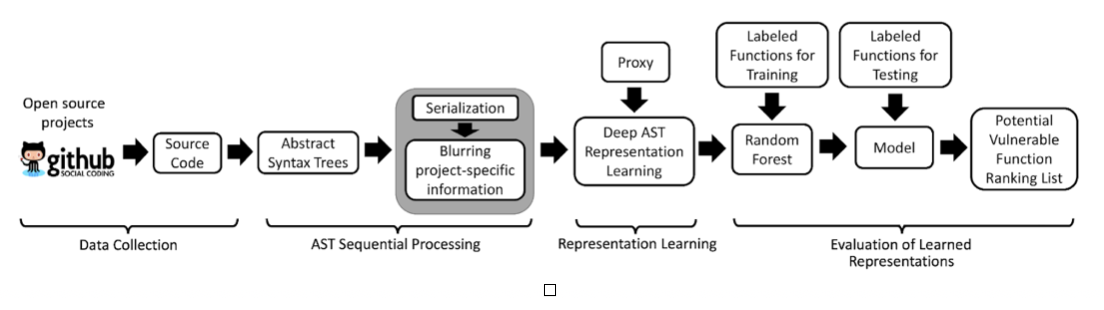 Open source
projects
github
SOCIAL CODING
Source
Code
Abstract
Syntax Trees
Serialization
Blurring
project-specific
information
Proxy
Deep AST
Representation
Learning
Labeled
Functions for
Training
Random
Forest
Labeled
Functions for
Testing
Model
Potential
Vulnerable
Function
Ranking List
Data Collection
AST Sequential Processing
Representation Learning
Evaluation of Learned
Representations